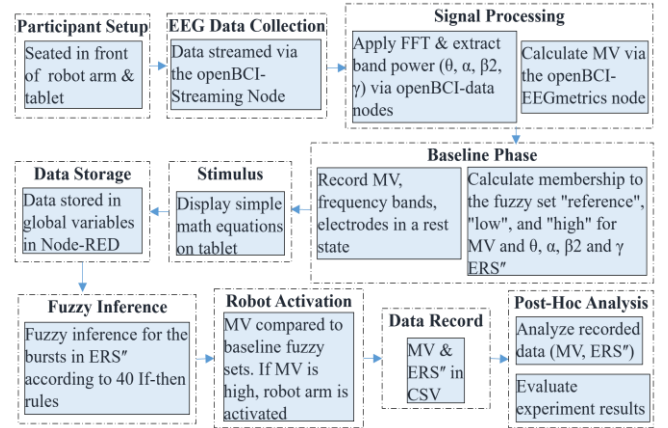 Participant Setup
Seated in front
of robot arm &
tablet
EEG Data Collection
Data streamed via
the openBCI-
Streaming Node
Signal Processing
Apply FFT & extract
band power (θ, α, β2,
γ) via openBCI-data
nodes
Calculate MV via
the openBCI-
EEGmetrics node
Baseline Phase
Record MV,
frequency bands,
electrodes in a rest
state
Calculate membership to
the fuzzy set "reference",
"low", and "high" for
MV and θ, α, β2 and γ
ERS″
Stimulus
Display simple
math equations
on tablet
Data Storage
Data stored in
global variables
in Node-RED
Fuzzy Inference
Fuzzy inference for the
bursts in ERS″
according to 40 If-then
rules
Robot Activation
MV compared to
baseline fuzzy
sets. If MV is
high, robot arm is
activated
Data Record
MV &
ERS″ in
CSV
Post-Hoc Analysis
Analyze recorded
data (MV, ERS″)
Evaluate
experiment results